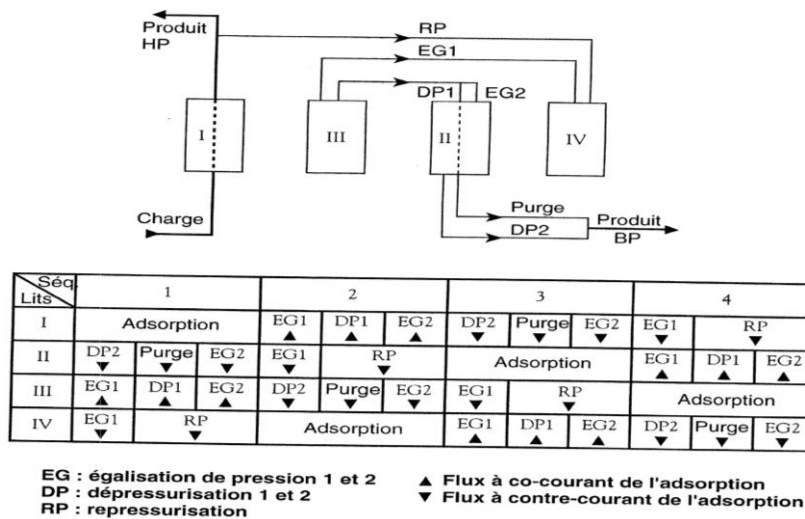 Produit
HP
RP
EG1
DP1 EG2
I III II IV
Charge
Purge
DP2
Produit
BP
Séq.
Lits
1 2 3 4
I Adsorption EG1 ▲ DP1 ▲ EG2 ▲ DP2 ▼ Purge ▼ EG2 ▼ EG1 ▼ RP ▼
II DP2 ▼ Purge ▼ EG2 ▼ EG1 ▼ RP ▼ Adsorption EG1 ▲ DP1 ▲ EG2 ▲
III EG1 ▲ DP1 ▲ EG2 ▲ DP2 ▼ Purge ▼ EG2 ▼ EG1 ▼ RP ▼ Adsorption
IV EG1 ▼ RP ▼ Adsorption EG1 ▲ DP1 ▲ EG2 ▲ DP2 ▼ Purge ▼ EG2 ▼
EG : égalisation de pression 1 et 2
DP : dépressurisation 1 et 2
RP : repressurisation
▲ Flux à co-courant de l'adsorption
▼ Flux à contre-courant de l'adsorption